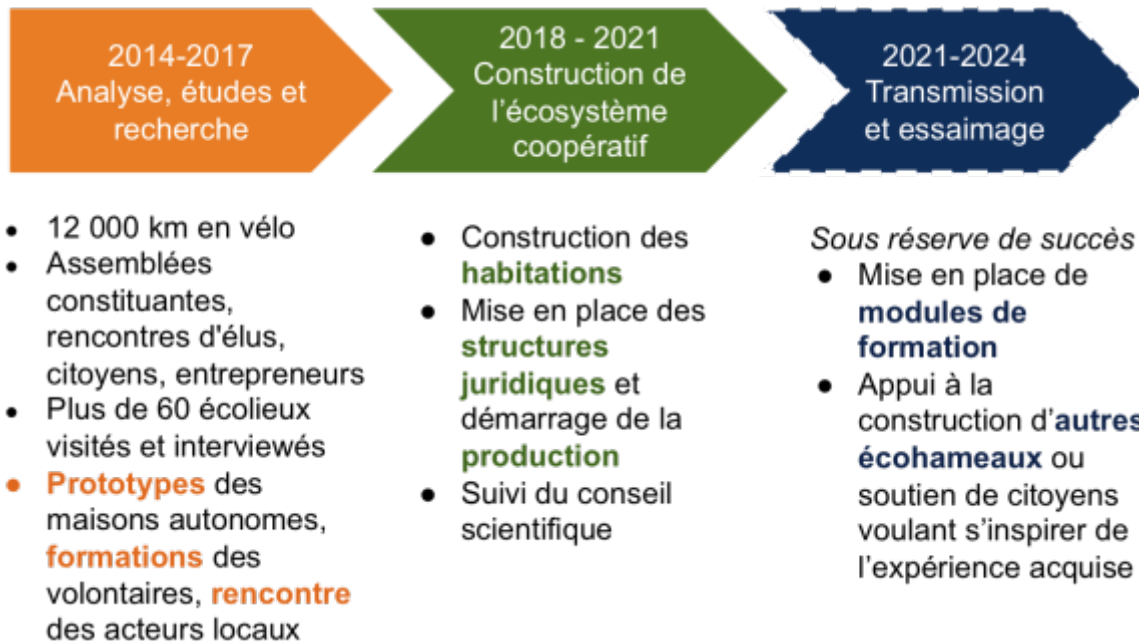 2014-2017
Analyse, études et
recherche
2018 - 2021
Construction de
l'écosystème
coopératif
2021-2024
Transmission
et essaimage
• 12 000 km en vélo
• Assemblées
constituantes,
rencontres d'élus,
citoyens, entrepreneurs
• Plus de 60 écolieux
visités et interviewés
• Prototypes des
maisons autonomes,
formations des
volontaires, rencontre
des acteurs locaux
● Construction des
habitations
● Mise en place des
structures
juridiques et
démarrage de la
production
● Suivi du conseil
scientifique
Sous réserve de succès
● Mise en place de
modules de
formation
● Appui à la
construction d'autres
écohameaux ou
soutien de citoyens
voulant s'inspirer de
l'expérience acquise